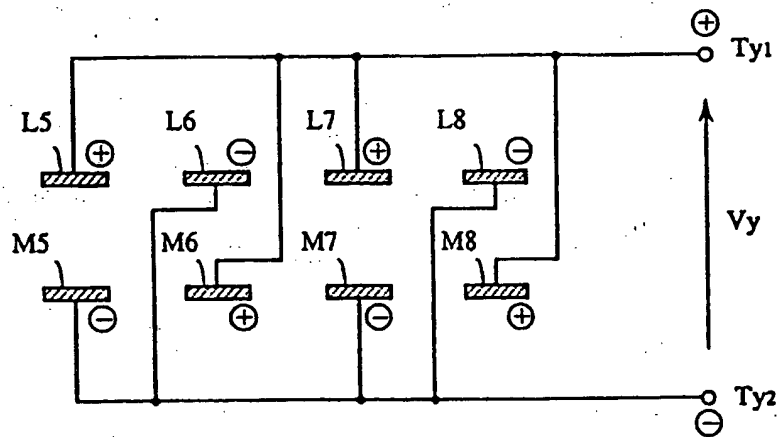 ⊕ Ty1
L5 ⊕ L6 ⊖ L7 ⊕ L8 ⊖
Vy
M5 ⊖ M6 ⊕ M7 ⊖ M8 ⊕
Ty2
⊖